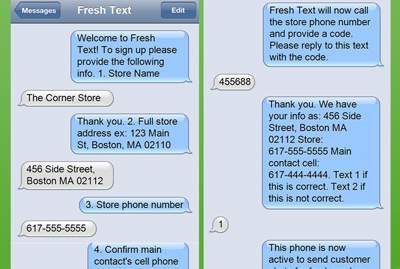 Messages
Fresh Text
Edit
Welcome to Fresh
Text! To sign up please
provide the following
info. 1. Store Name
The Corner Store
Thank you. 2. Full store
address ex: 123 Main
St, Boston, MA 02110
456 Side Street,
Boston MA 02112
3. Store phone number
617-555-5555
4. Confirm main
contact's cell phone
Fresh Text will now call
the store phone number
and provide a code.
Please reply to this text
with the code.
455688
Thank you. We have
your info as: 456 Side
Street, Boston MA
02112 Store:
617-555-5555 Main
contact cell:
617-444-4444. Text 1 if
this is correct. Text 2 if
this is not correct.
1
This phone is now
active to send customer